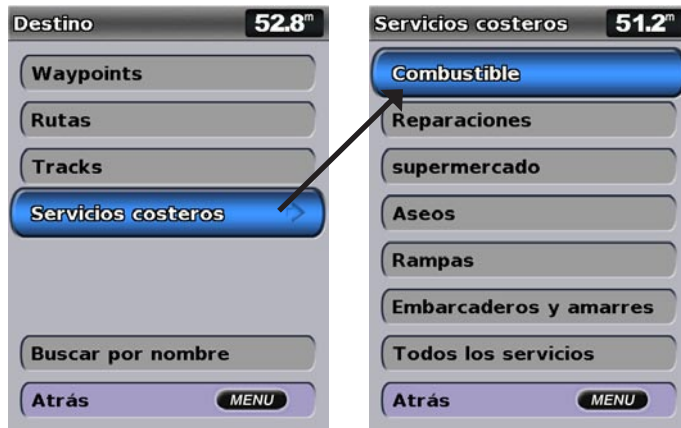 Destino 52.8m
Waypoints
Rutas
Tracks
Servicios costeros
Buscar por nombre
Atrás MENU
Servicios costeros 51.2m
Combustible
Reparaciones
supermercado
Aseos
Rampas
Embarcaderos y amarres
Todos los servicios
Atrás MENU